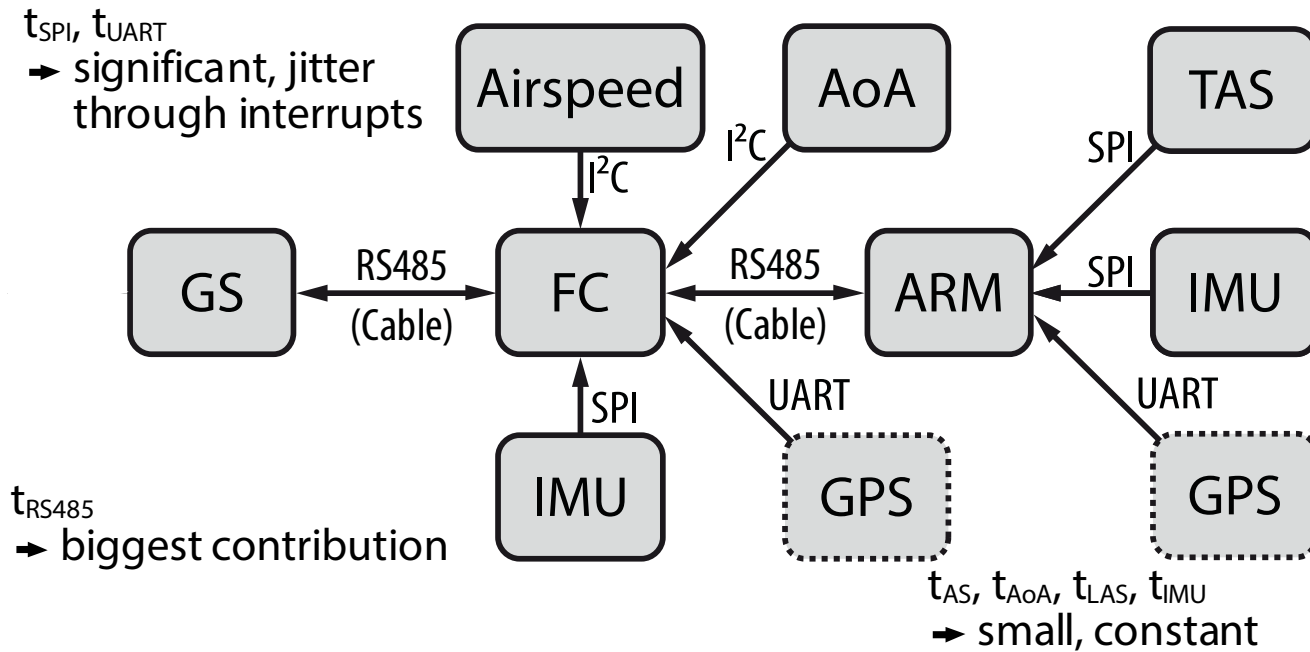 tSPI, tUART
➨ significant, jitter
through interrupts
Airspeed
AoA
TAS
I²C
I²C
SPI
GS
RS485
(Cable)
FC
RS485
(Cable)
ARM
SPI
IMU
SPI
UART
UART
IMU
GPS
GPS
tRS485
➨ biggest contribution
tAS, tAoA, tLAS, tIMU
➨ small, constant